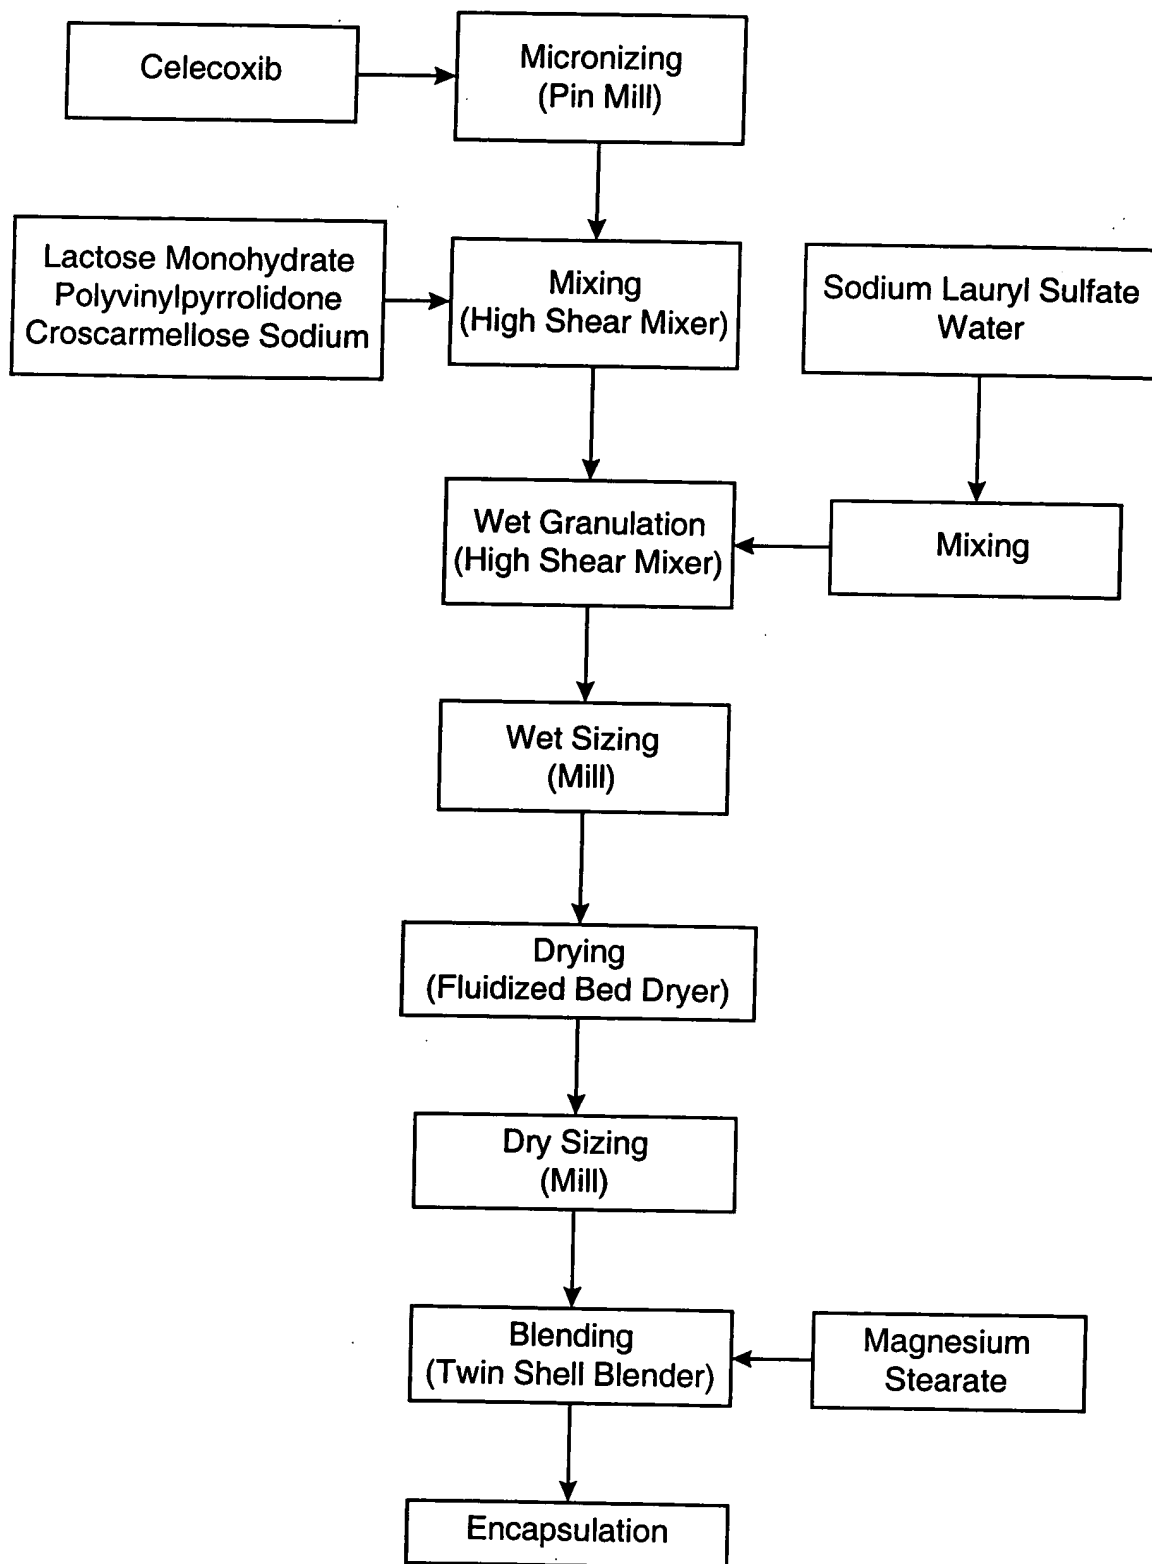 Celecoxib
Micronizing
(Pin Mill)
Lactose Monohydrate
Polyvinylpyrrolidone
Croscarmellose Sodium
Mixing
(High Shear Mixer)
Sodium Lauryl Sulfate
Water
Wet Granulation
(High Shear Mixer)
Mixing
Wet Sizing
(Mill)
Drying
(Fluidized Bed Dryer)
Dry Sizing
(Mill)
Blending
(Twin Shell Blender)
Magnesium
Stearate
Encapsulation